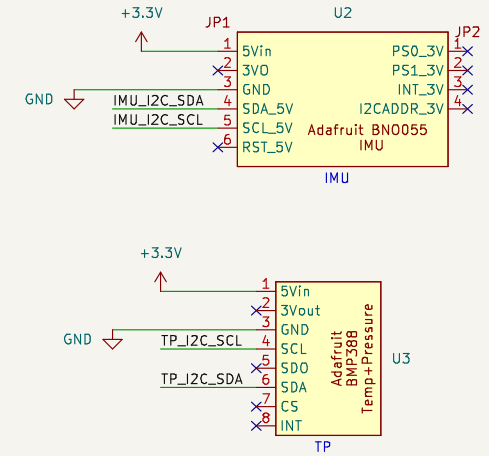 +3.3V
JP1
U2
JP2
1 5Vin
2 3VO
3 GND
GND
IMU_I2C_SDA 4 SDA_5V
IMU_I2C_SCL 5 SCL_5V
6 RST_5V
PS0_3V 1
PS1_3V 2
INT_3V 3
I2CADDR_3V 4
Adafruit BNO055
IMU
IMU
+3.3V
1 5Vin
2 3Vout
3 GND
GND
TP_I2C_SCL 4 SCL
5 SDO
TP_I2C_SDA 6 SDA
7 CS
8 INT
Adafruit
BMP388
Temp+Pressure
U3
TP